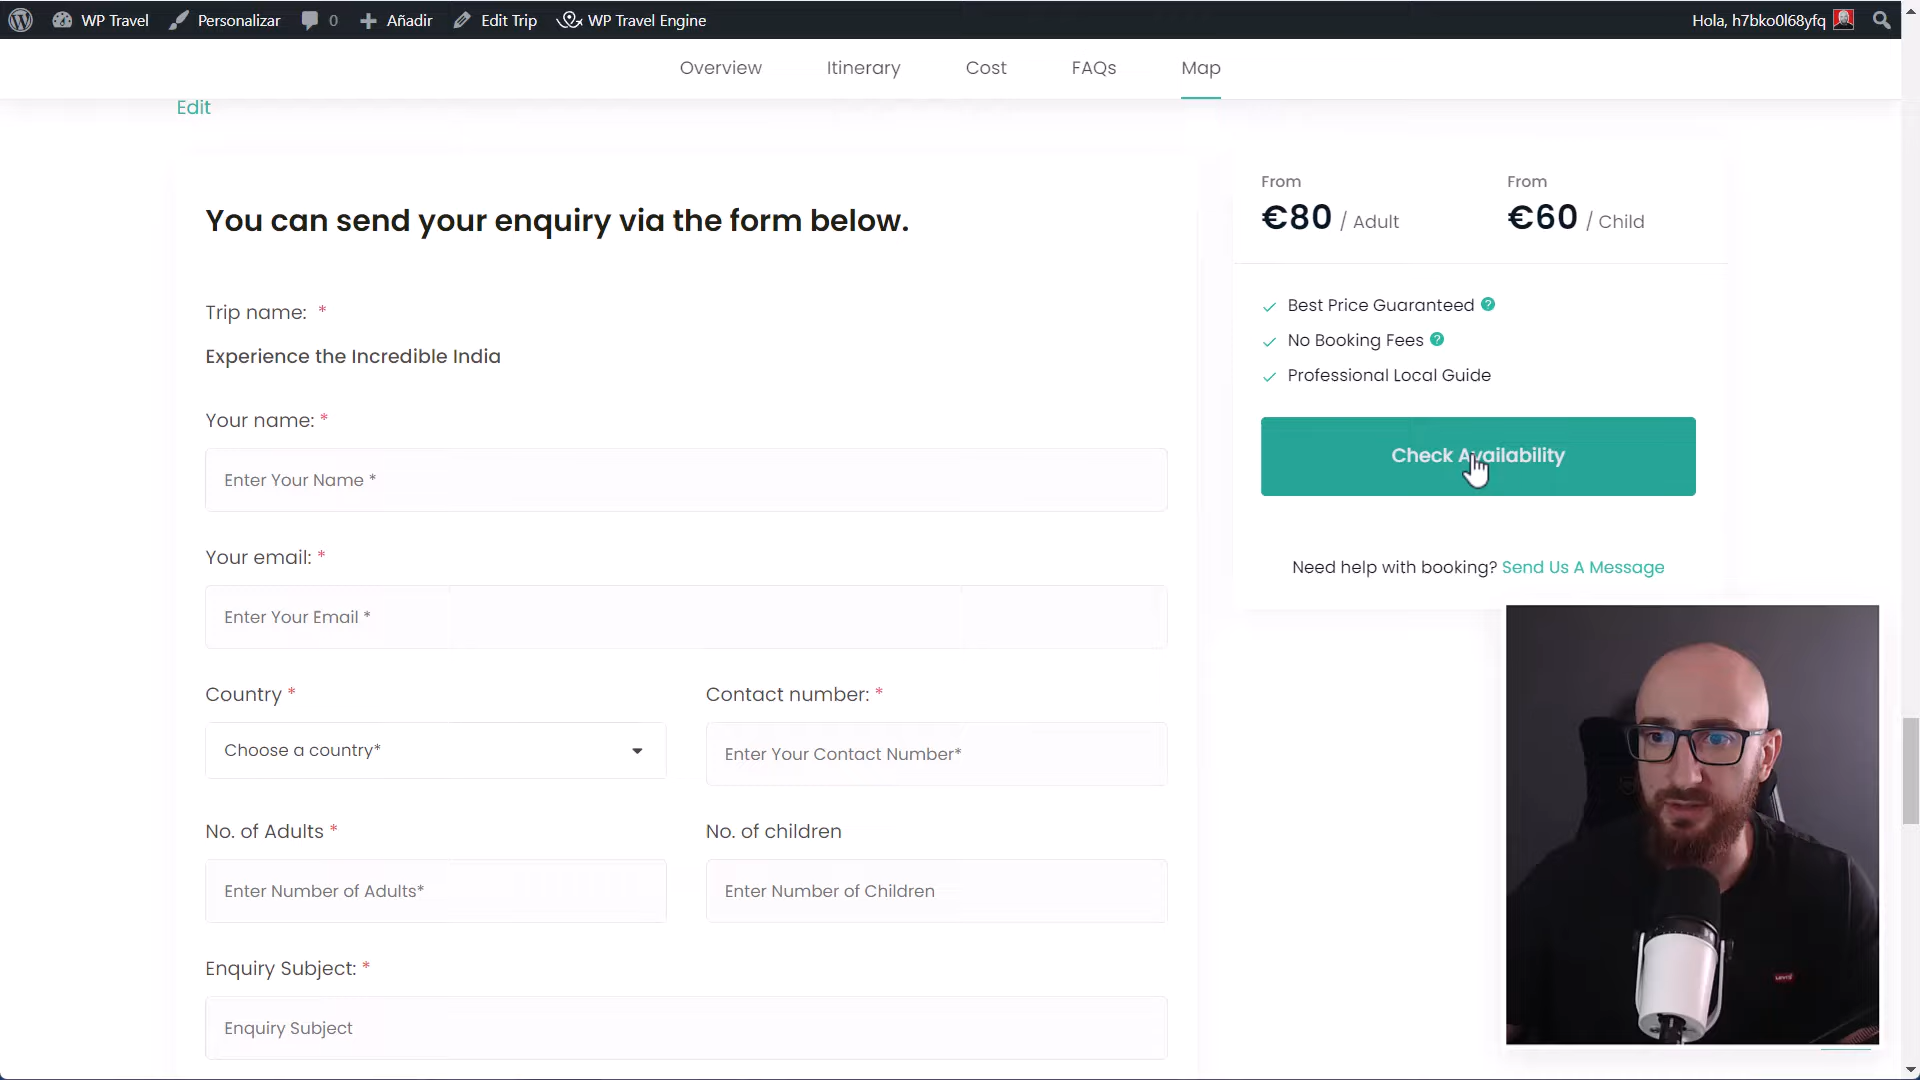 WP Travel Personalizar 0 Añadir Edit Trip WP Travel Engine Hola, h7bko0l68yfq
Overview Itinerary Cost FAQs Map
Edit
You can send your enquiry via the form below.
Trip name: *
Experience the Incredible India
Your name: *
Enter Your Name *
Your email: *
Enter Your Email *
Country *
Choose a country*
Contact number: *
Enter Your Contact Number*
No. of Adults *
Enter Number of Adults*
No. of children
Enter Number of Children
Enquiry Subject: *
Enquiry Subject
From
€80 / Adult
From
€60 / Child
Best Price Guaranteed ?
No Booking Fees ?
Professional Local Guide
Check Availability
Need help with booking? Send Us A Message
Levi's